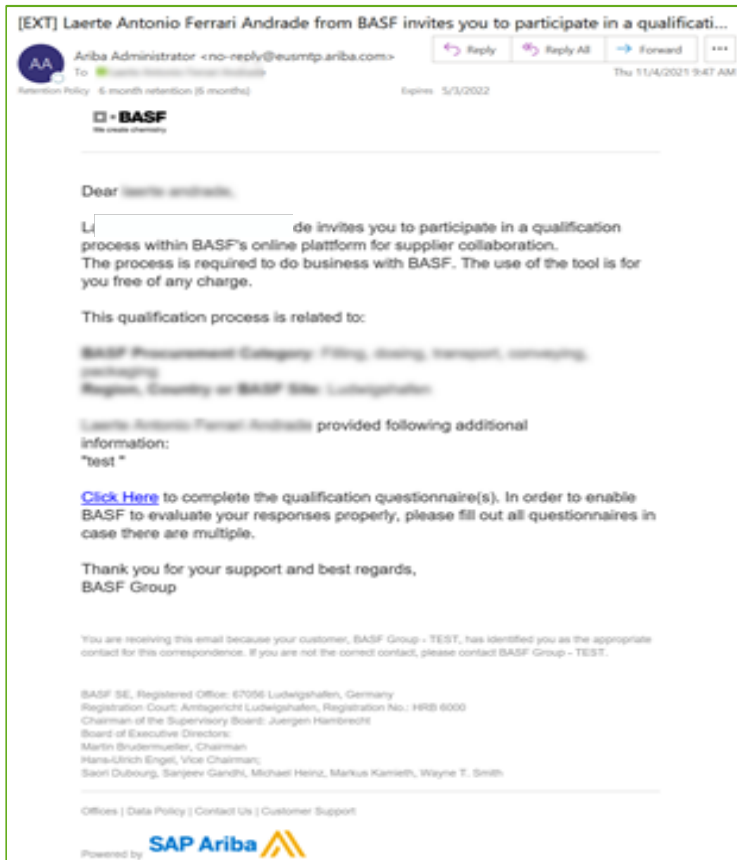 [EXT] Laerte Antonio Ferrari Andrade from BASF invites you to participate in a qualificati...
AA
Ariba Administrator <no-reply@eusmtp.ariba.com>
Reply
Reply All
Forward
...
To
Thu 11/4/2021 9:47 AM
Retention Policy 6 month retention (6 months)
Expires 5/3/2022
BASF
We create chemistry
Dear
La
de invites you to participate in a qualification
process within BASF's online plattform for supplier collaboration.
The process is required to do business with BASF. The use of the tool is for
you free of any charge.
This qualification process is related to:
BASF Procurement Category: Filling, dosing, transport, conveying,
packaging
Region, Country or BASF Site: Ludwigshafen
provided following additional
information:
"test "
Click Here to complete the qualification questionnaire(s). In order to enable
BASF to evaluate your responses properly, please fill out all questionnaires in
case there are multiple.
Thank you for your support and best regards,
BASF Group
You are receiving this email because your customer, BASF Group - TEST, has identified you as the appropriate
contact for this correspondence. If you are not the correct contact, please contact BASF Group - TEST.
BASF SE, Registered Office: 67056 Ludwigshafen, Germany
Registration Court: Amtsgericht Ludwigshafen, Registration No.: HRB 6000
Chairman of the Supervisory Board: Juergen Hambrecht
Board of Executive Directors:
Martin Brudermueller, Chairman
Hans-Ulrich Engel, Vice Chairman;
Saori Dubourg, Sanjeev Gandhi, Michael Heinz, Markus Kamieth, Wayne T. Smith
Offices | Data Policy | Contact Us | Customer Support
Powered by SAP Ariba